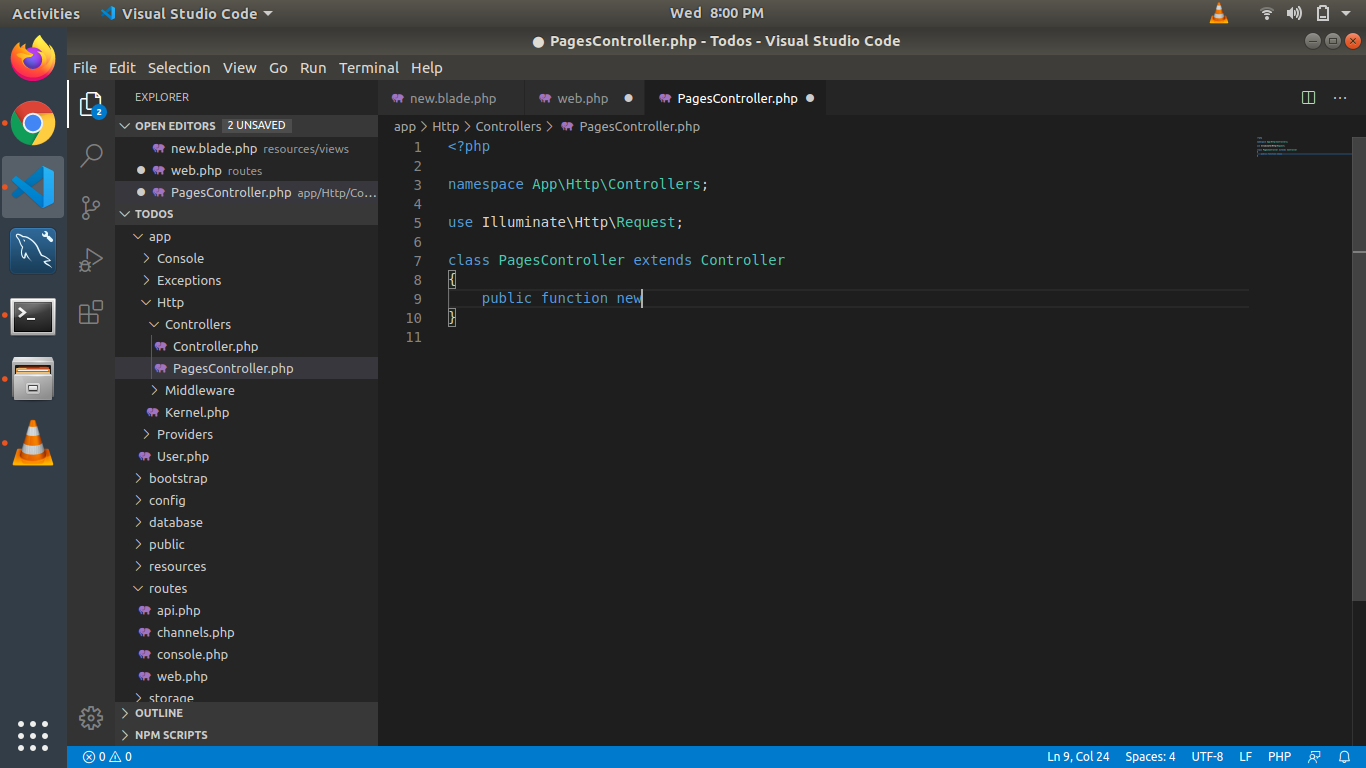 Activities Visual Studio Code Wed 8:00 PM
● PagesController.php - Todos - Visual Studio Code
File Edit Selection View Go Run Terminal Help
2
EXPLORER
OPEN EDITORS 2 UNSAVED
new.blade.php resources/views
● web.php routes
● PagesController.php app/Http/Co...
TODOS
app
Console
Exceptions
Http
Controllers
Controller.php
PagesController.php
Middleware
Kernel.php
Providers
User.php
bootstrap
config
database
public
resources
routes
api.php
channels.php
console.php
web.php
storage
OUTLINE
NPM SCRIPTS
new.blade.php web.php ● PagesController.php ●
app > Http > Controllers > PagesController.php
1 <?php
2
3 namespace App\Http\Controllers;
4
5 use Illuminate\Http\Request;
6
7 class PagesController extends Controller
8 {
9 public function new
10 }
11
0 0 Ln 9, Col 24 Spaces: 4 UTF-8 LF PHP